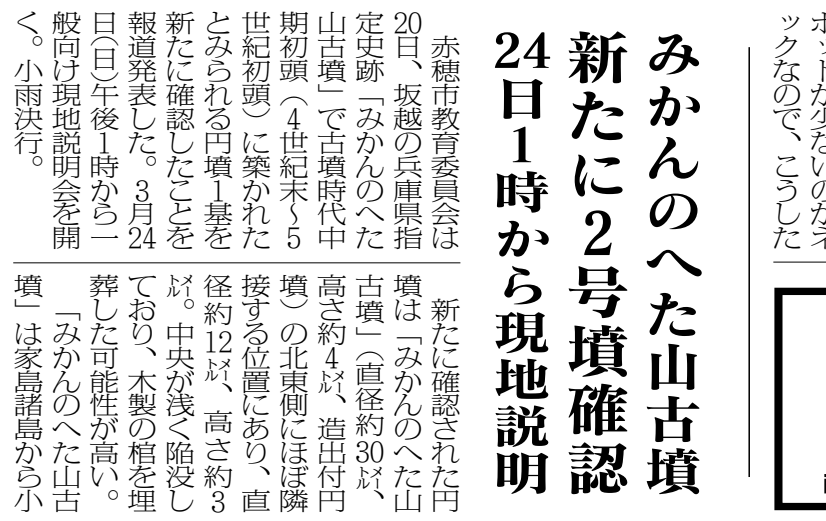 ポットが少ないのがネ
ックなので、こうした
みかんのへた山古墳
新たに2号墳確認
24日1時から現地説明
赤穂市教育委員会は
20日、坂越の兵庫県指
定史跡「みかんのへた
山古墳」で古墳時代中
期初頭（4世紀末〜5
世紀初頭）に築かれた
とみられる円墳1基を
新たに確認したことを
報道発表した。3月24
日(日)午後1時から一
般向け現地説明会を開
く。小雨決行。
新たに確認された円
墳は「みかんのへた山
古墳」（直径約30㍍、
高さ約4㍍、造出付円
墳）の北東側にほぼ隣
接する位置にあり、直
径約12㍍、高さ約3
㍍。中央が浅く陥没し
ており、木製の棺を埋
葬した可能性が高い。
「みかんのへた山古
墳」は家島諸島から小